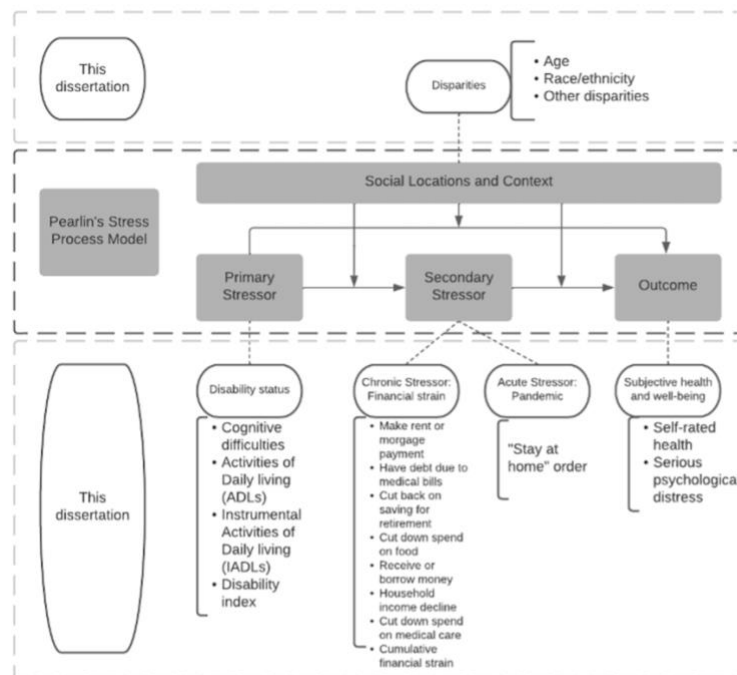 This
dissertation
Disparities
• Age
• Race/ethnicity
• Other disparities
Pearlin's Stress
Process Model
Social Locations and Context
Primary
Stressor
Secondary
Stressor
Outcome
This
dissertation
Disability status
• Cognitive
difficulties
• Activities of
Daily living (ADLs)
• Instrumental
Activities of
Daily living
(IADLs)
• Disability
index
Chronic Stressor:
Financial strain
• Make rent or
morgage
payment
• Have debt due to
medical bills
• Cut back on
saving for
retirement
• Cut down spend
on food
• Receive or
borrow money
• Household
income decline
• Cut down spend
on medical care
• Cumulative
financial strain
Acute Stressor:
Pandemic
"Stay at
home" order
Subjective health
and well-being
• Self-rated
health
• Serious
psychological
distress